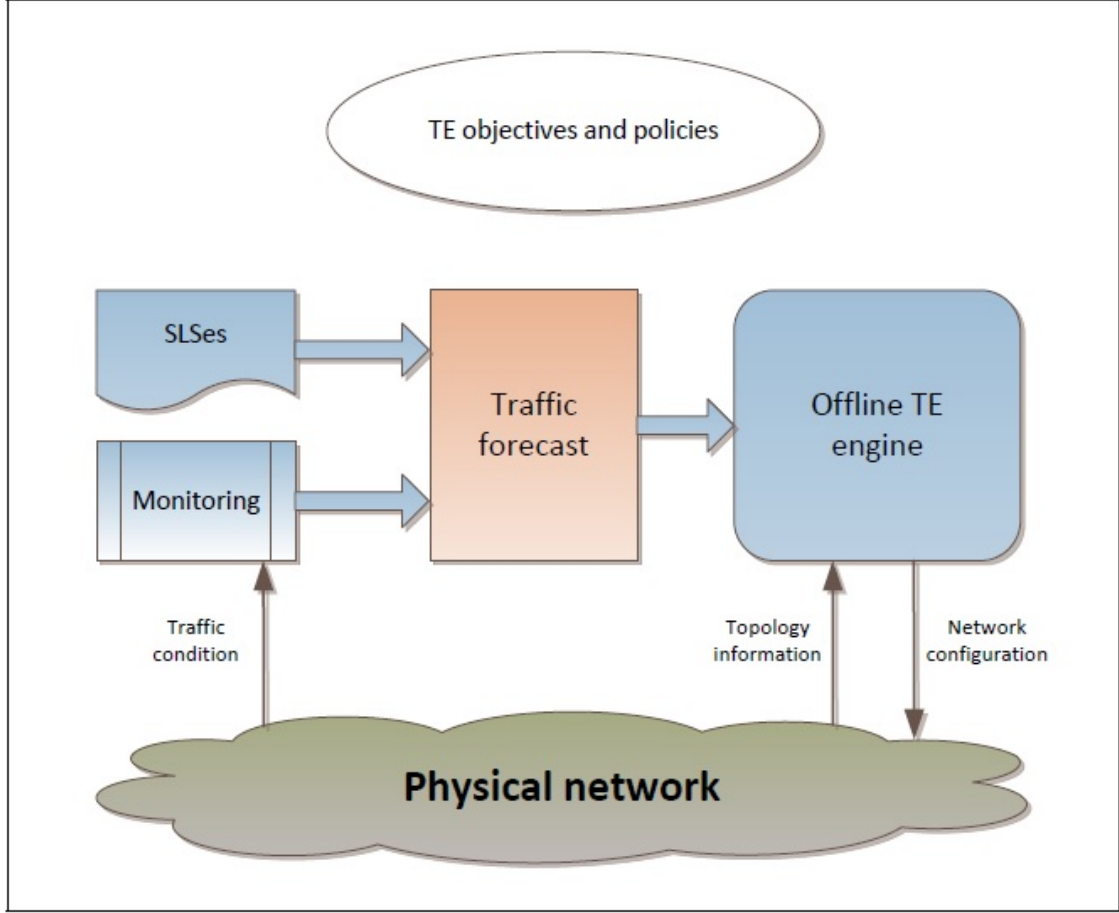 TE objectives and policies
SLSes
Traffic
forecast
Offline TE
engine
Monitoring
Traffic
condition
Topology
information
Network
configuration
Physical network